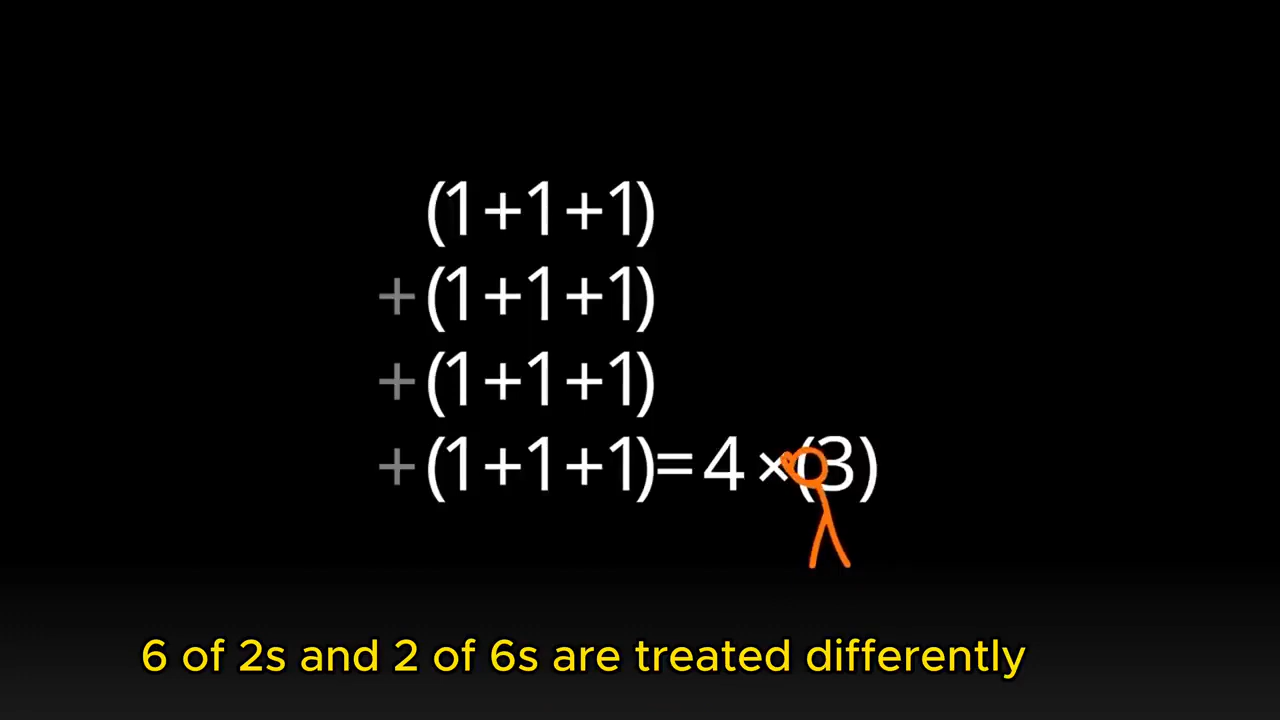 (1+1+1)
+(1+1+1)
+(1+1+1)
+(1+1+1)=4×(3)
6 of 2s and 2 of 6s are treated differently